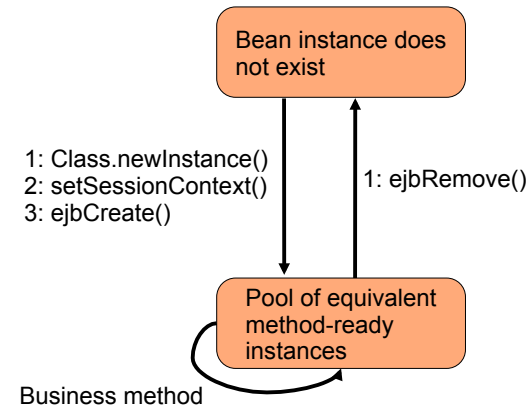 Bean instance does
not exist
1: Class.newInstance()
2: setSessionContext()
3: ejbCreate()
1: ejbRemove()
Pool of equivalent
method-ready
instances
Business method